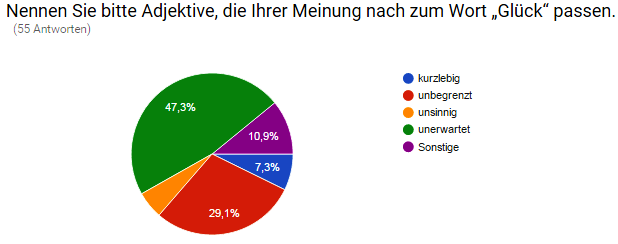 Nennen Sie bitte Adjektive, die Ihrer Meinung nach zum Wort „Glück“ passen.
(55 Antworten)
47,3%
10,9%
7,3%
29,1%
kurzlebig
unbegrenzt
unsinnig
unerwartet
Sonstige